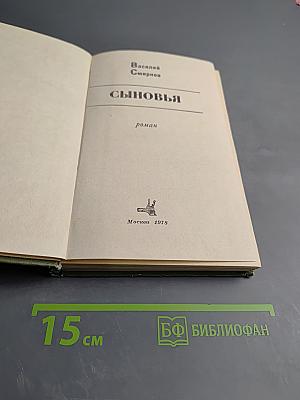 Василий
Смирнов
СЫНОВЬЯ
роман
Москва 1978
15 см
БФ БИБЛИОФАН